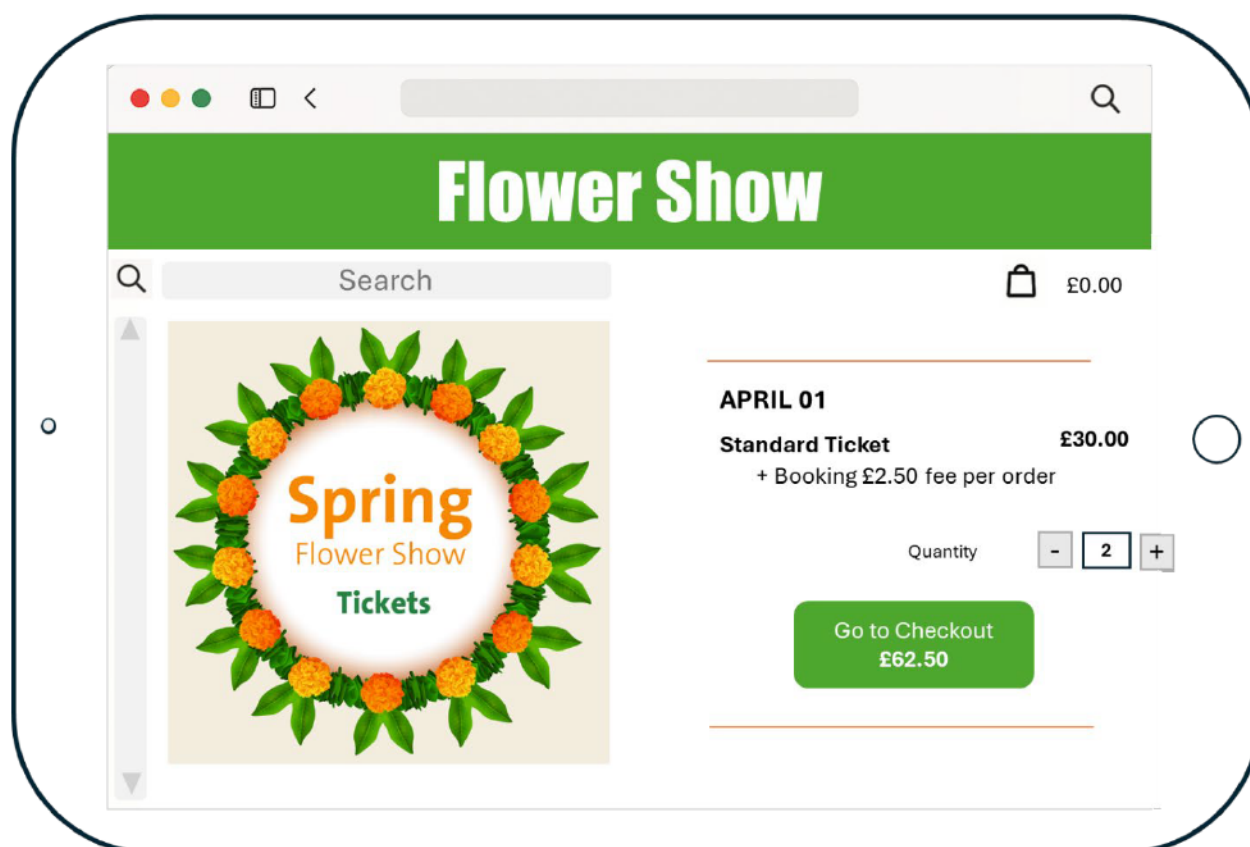 Flower Show
Search
£0.00
Spring
Flower Show
Tickets
APRIL 01
Standard Ticket £30.00
+ Booking £2.50 fee per order
Quantity - 2 +
Go to Checkout
£62.50